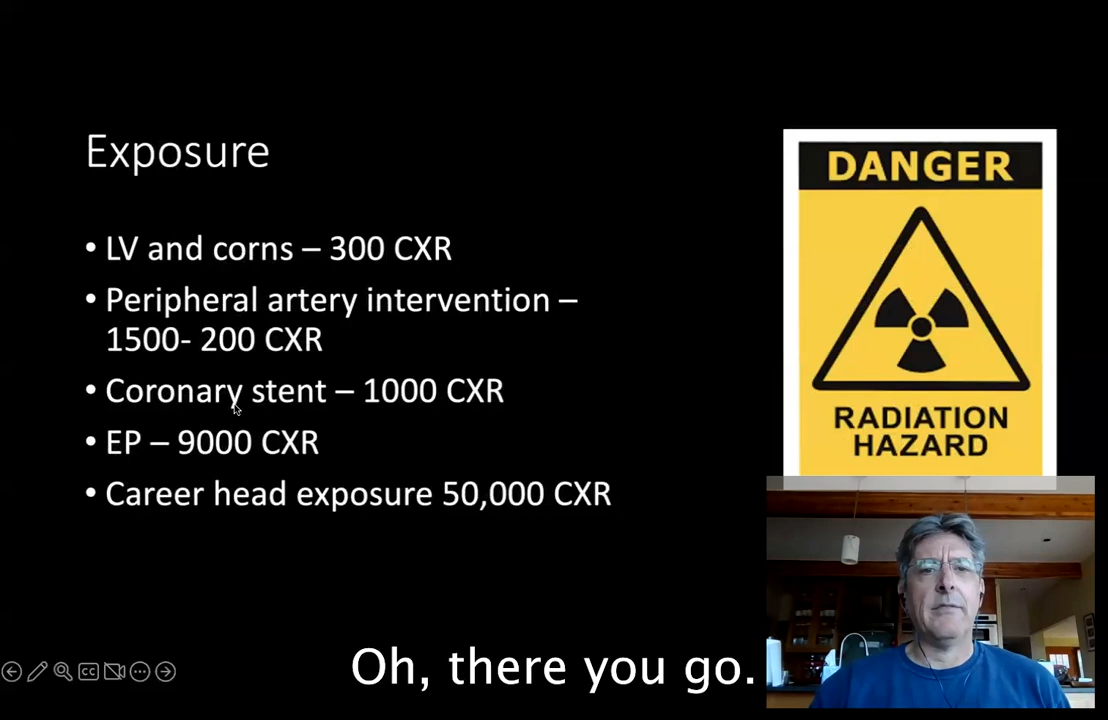 Exposure
• LV and corns – 300 CXR
• Peripheral artery intervention –
1500- 200 CXR
• Coronary stent – 1000 CXR
• EP – 9000 CXR
• Career head exposure 50,000 CXR
DANGER
RADIATION
HAZARD
CC
Oh, there you go.